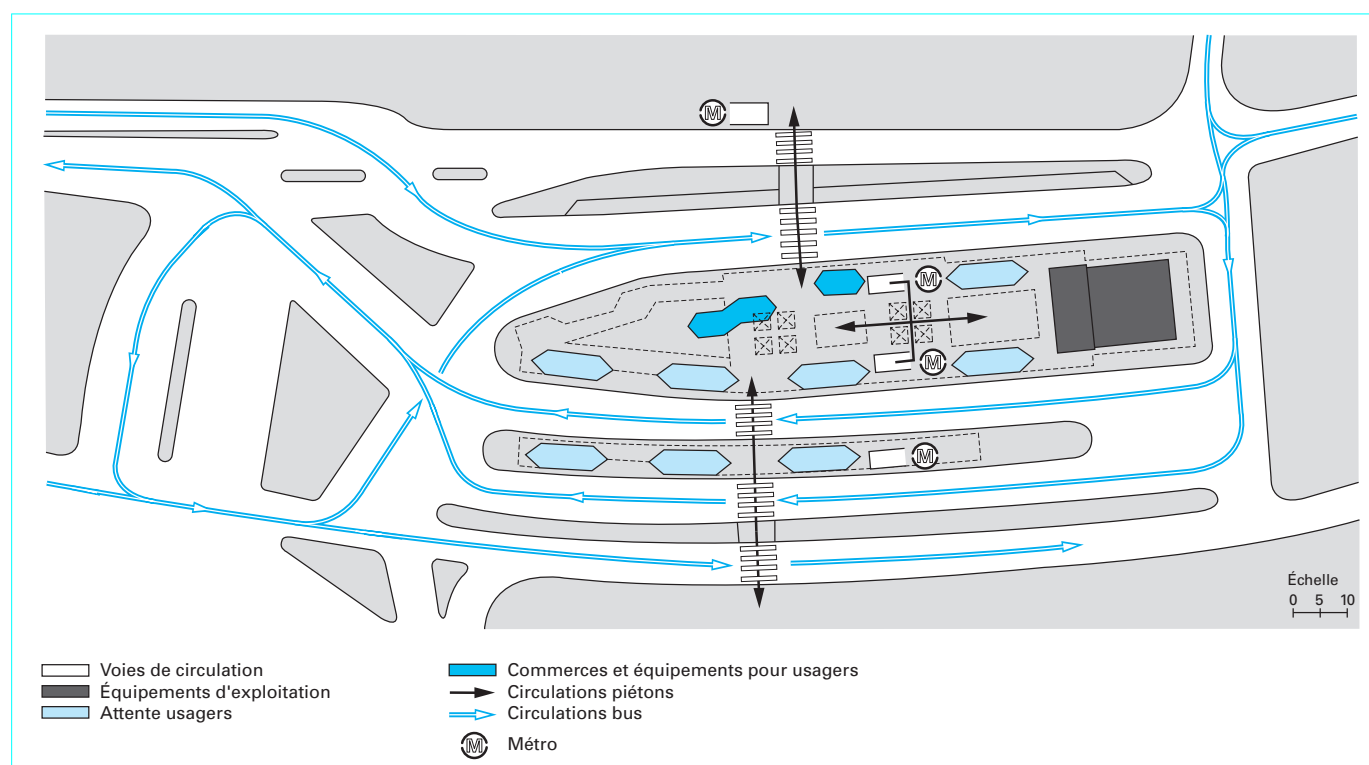 M
M
M
M
Échelle
0 5 10
Voies de circulation
Équipements d'exploitation
Attente usagers
Commerces et équipements pour usagers
Circulations piétons
Circulations bus
M Métro